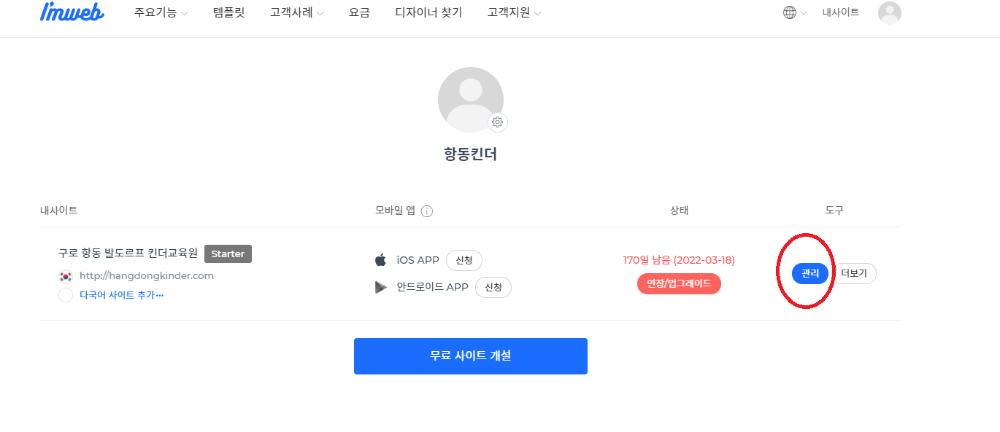 I'mweb 주요기능 템플릿 고객사례 요금 디자이너 찾기 고객지원 내사이트
항동킨더
내사이트 모바일 앱 상태 도구
구로 항동 발도르프 킨더교육원 Starter
http://hangdongkinder.com
다국어 사이트 추가···
iOS APP 신청
안드로이드 APP 신청
170일 남음 (2022-03-18)
연장/업그레이드
관리 더보기
무료 사이트 개설